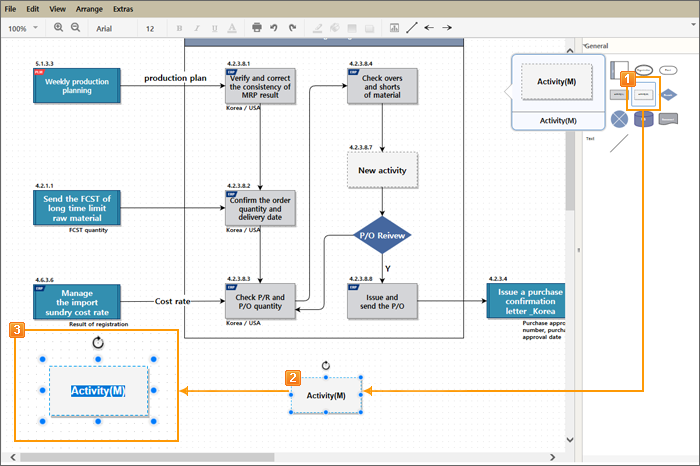 File Edit View Arrange Extras
100% Arial 12 B I U A
General
5.1.3.3
Weekly production
planning
production plan
4.2.3.8.1
ERP
Verify and correct
the consistency of
MRP result
Korea / USA
4.2.3.8.4
ERP
Check overs
and shorts
of material
Activity(M)
Activity(M)
1
Text
4.2.3.8.7
New activity
4.2.1.1
ERP
Send the FCST of
long time limit
raw material
FCST quantity
4.2.3.8.2
ERP
Confirm the order
quantity and
delivery date
Korea / USA
P/O Reivew
Y
4.6.3.6
ERP
Manage
the import
sundry cost rate
Result of registration
Cost rate
4.2.3.8.3
ERP
Check P/R and
P/O quantity
Korea / USA
4.2.3.8.8
ERP
Issue and
send the P/O
4.2.3.4
ERP
Issue a purchase
confirmation
letter _Korea
Purchase appro
number, purchas
approval date
3
Activity(M)
2
Activity(M)